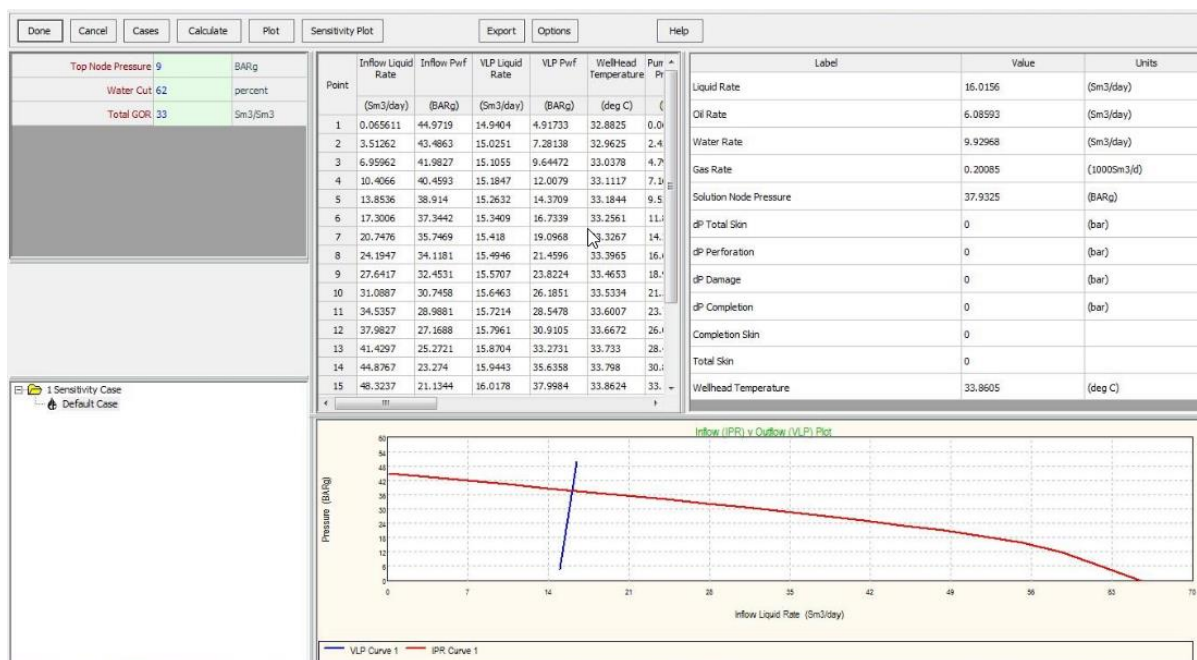 Done Cancel Cases Calculate Plot Sensitivity Plot Export Options Help
Top Node Pressure 9 BARg
Water Cut 62 percent
Total GOR 33 Sm3/Sm3
1 Sensitivity Case
Default Case
Point Inflow Liquid Rate Inflow Pwf VLP Liquid Rate VLP Pwf WellHead Temperature
(Sm3/day) (BARg) (Sm3/day) (BARg) (deg C)
1 0.065611 44.9719 14.9404 4.91733 32.8825
2 3.51262 43.4863 15.0251 7.28138 32.9625
3 6.95962 41.9827 15.1055 9.64472 33.0378
4 10.4066 40.4593 15.1847 12.0079 33.1117
5 13.8536 38.914 15.2632 14.3709 33.1844
6 17.3006 37.3442 15.3409 16.7339 33.2561
7 20.7476 35.7469 15.418 19.0968 33.3267
8 24.1947 34.1181 15.4946 21.4596 33.3965
9 27.6417 32.4531 15.5707 23.8224 33.4653
10 31.0887 30.7458 15.6463 26.1851 33.5334
11 34.5357 28.9881 15.7214 28.5478 33.6007
12 37.9827 27.1688 15.7961 30.9105 33.6672
13 41.4297 25.2721 15.8704 33.2731 33.733
14 44.8767 23.274 15.9443 35.6358 33.798
15 48.3237 21.1344 16.0178 37.9984 33.8624
Label Value Units
Liquid Rate 16.0156 (Sm3/day)
Oil Rate 6.08593 (Sm3/day)
Water Rate 9.92968 (Sm3/day)
Gas Rate 0.20085 (1000Sm3/d)
Solution Node Pressure 37.9325 (BARg)
dP Total Skin 0 (bar)
dP Perforation 0 (bar)
dP Damage 0 (bar)
dP Completion 0 (bar)
Completion Skin 0
Total Skin 0
Wellhead Temperature 33.8605 (deg C)
Inflow (IPR) v Outflow (VLP) Plot
Pressure (BARg)
60
54
48
42
36
30
24
18
12
6
0
0 7 14 21 28 35 42 49 56 63 70
Inflow Liquid Rate (Sm3/day)
VLP Curve 1 IPR Curve 1